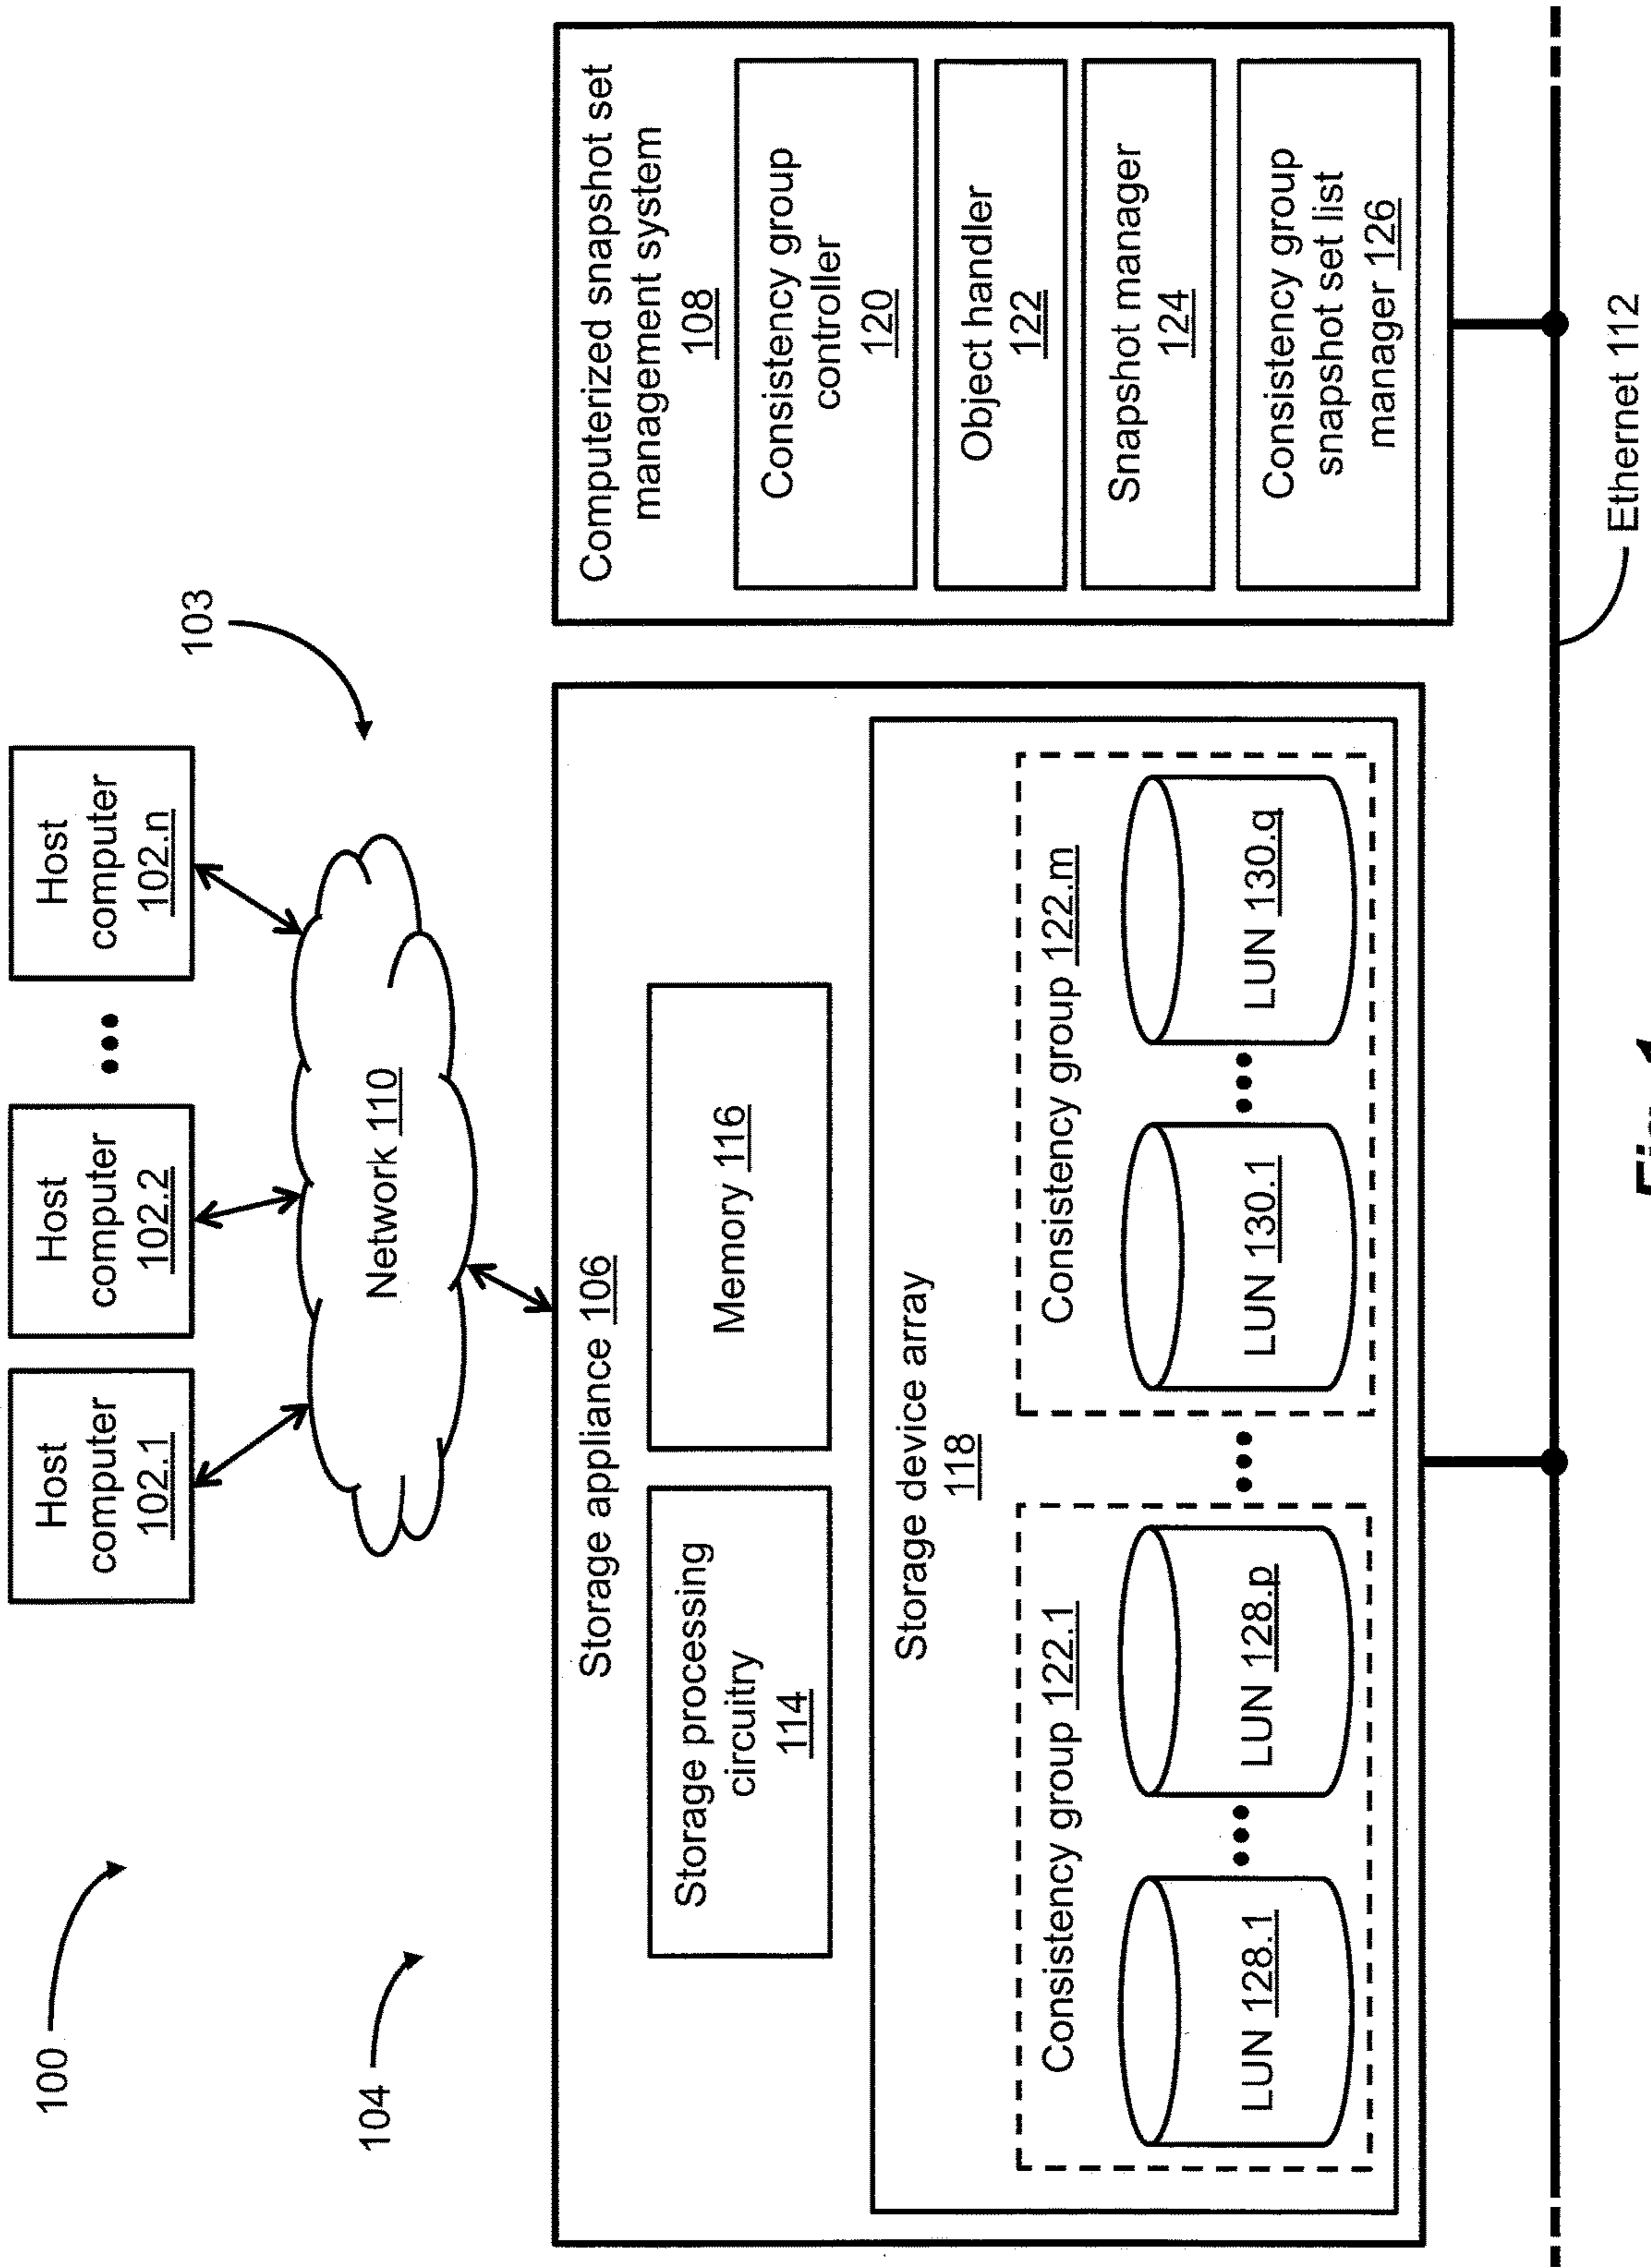 100
104
103
Host
computer
102.1
Host
computer
102.2
•••
Host
computer
102.n
Network 110
Storage appliance 106
Storage processing
circuitry
114
Memory 116
Storage device array
118
Consistency group 122.1
LUN 128.1
•••
LUN 128.p
•••
Consistency group 122.m
LUN 130.1
•••
LUN 130.q
Computerized snapshot set
management system
108
Consistency group
controller
120
Object handler
122
Snapshot manager
124
Consistency group
snapshot set list
manager 126
Ethernet 112